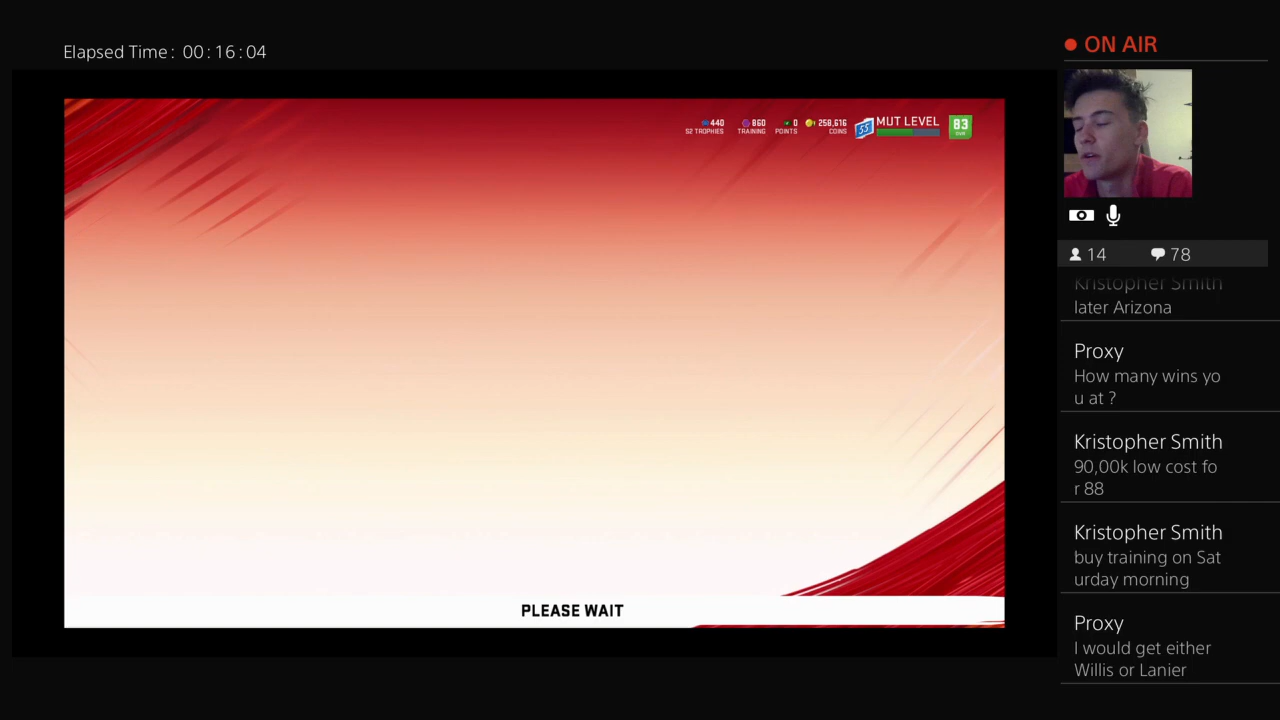 Elapsed Time: 00:16:04
ON AIR
440
S2 TROPHIES
860
TRAINING
0
POINTS
258,616
COINS
55
MUT LEVEL
83
OVR
14
78
Kristopher Smith
later Arizona
Proxy
How many wins yo
u at ?
Kristopher Smith
90,00k low cost fo
r 88
Kristopher Smith
buy training on Sat
urday morning
Proxy
I would get either
Willis or Lanier
PLEASE WAIT